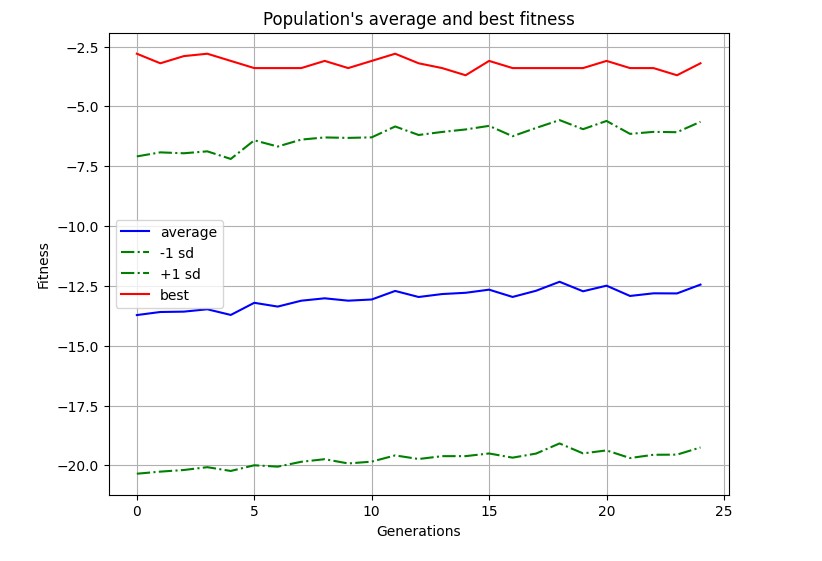 Population's average and best fitness
−2.5
−5.0
−7.5
−10.0
−12.5
−15.0
−17.5
−20.0
Fitness
average
-1 sd
+1 sd
best
0 5 10 15 20 25
Generations